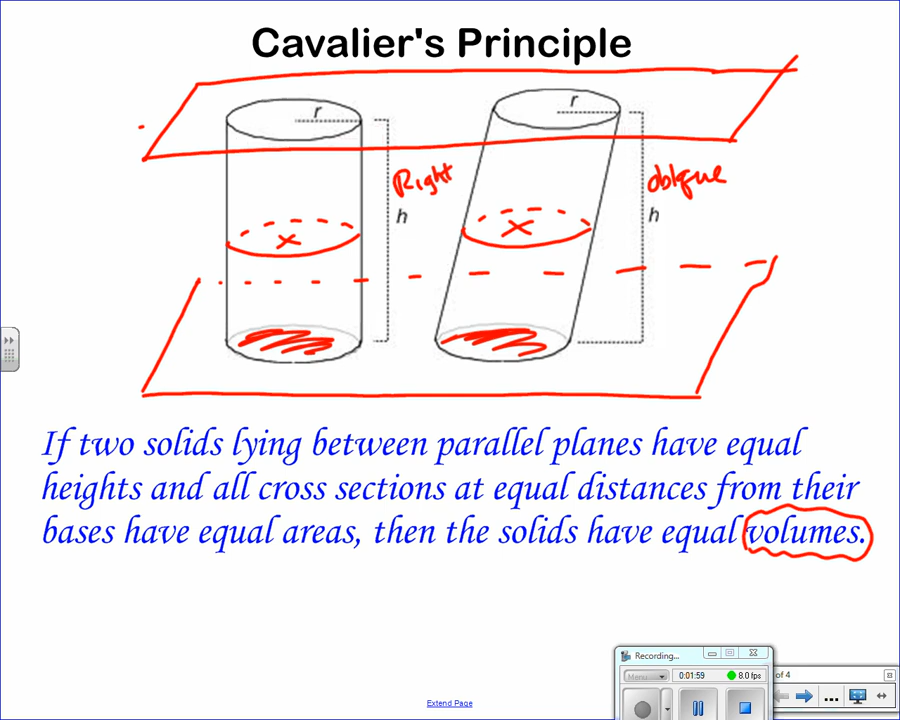 Cavalier's Principle
r
r
Right
oblique
h
h
x
x
If two solids lying between parallel planes have equal
heights and all cross sections at equal distances from their
bases have equal areas, then the solids have equal volumes.
Recording...
Menu
0:01:59
8.0 fps
of 4
...
Extend Page